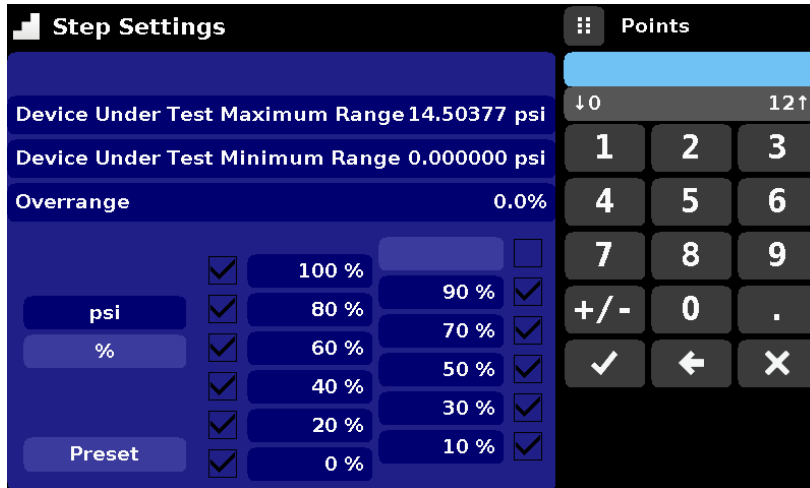 Step Settings
Points
Device Under Test Maximum Range 14.50377 psi
Device Under Test Minimum Range 0.000000 psi
Overrange 0.0%
100 %
90 %
80 %
70 %
60 %
50 %
40 %
30 %
20 %
10 %
0 %
psi
%
Preset
↓0 12↑
1 2 3
4 5 6
7 8 9
+/- 0 .